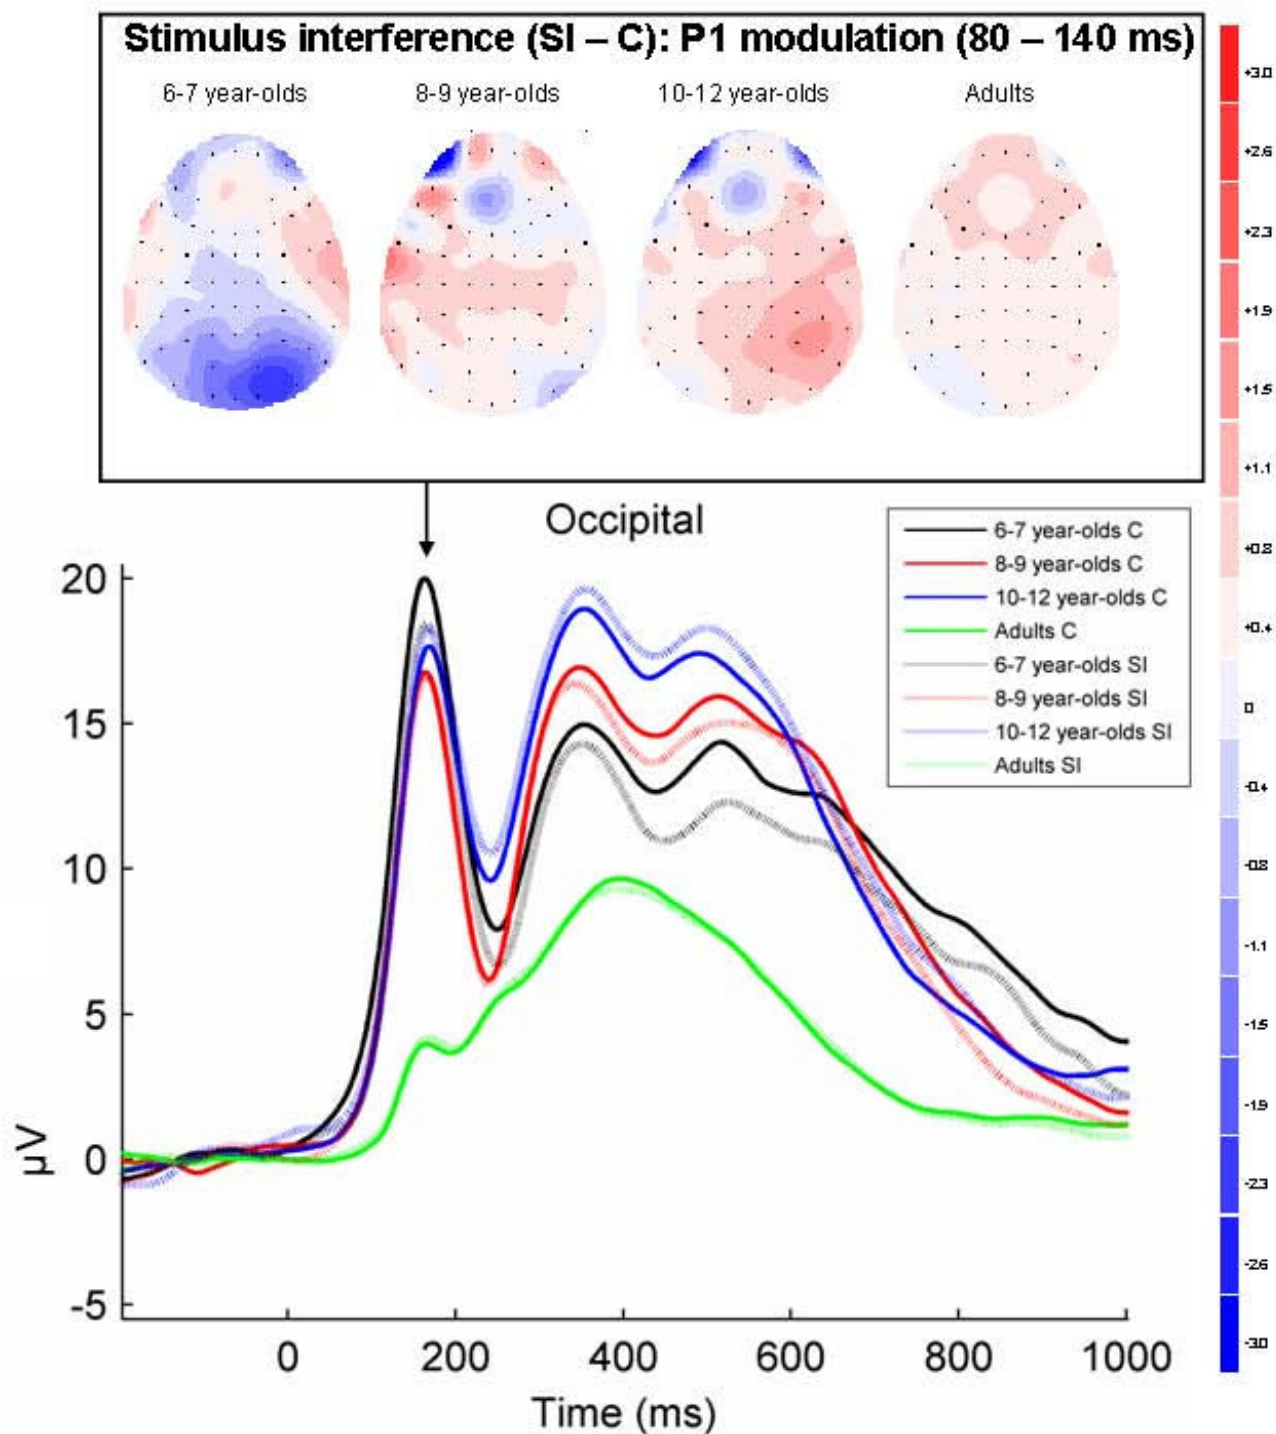 Stimulus interference (SI – C): P1 modulation (80 – 140 ms)
6-7 year-olds 8-9 year-olds 10-12 year-olds Adults
+3.0
+2.6
+2.3
+1.9
+1.5
+1.1
+0.8
+0.4
0
-0.4
-0.8
-1.1
-1.5
-1.9
-2.3
-2.6
-3.0
Occipital
6-7 year-olds C
8-9 year-olds C
10-12 year-olds C
Adults C
6-7 year-olds SI
8-9 year-olds SI
10-12 year-olds SI
Adults SI
20
15
10
5
0
-5
µV
0 200 400 600 800 1000
Time (ms)